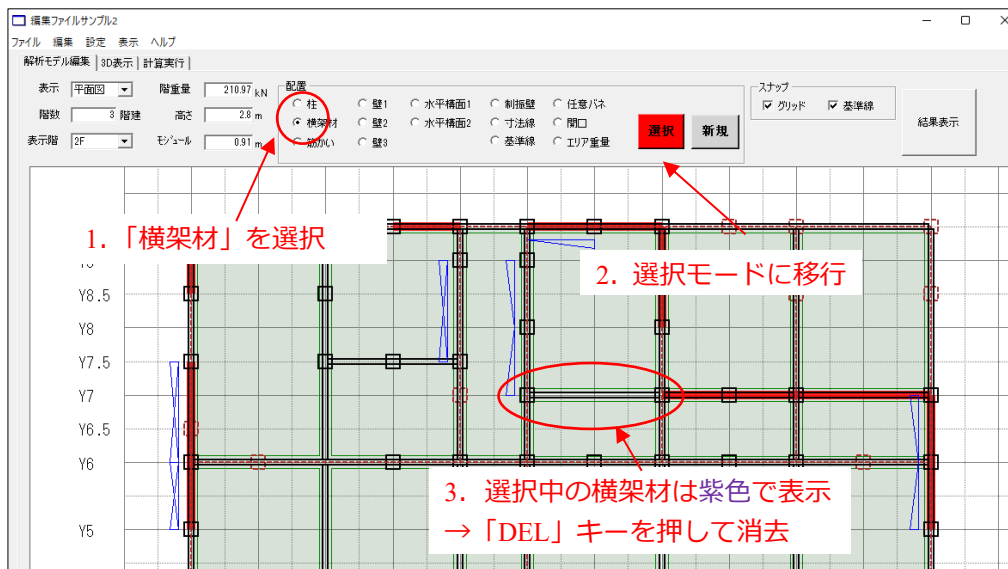 編集ファイルサンプル2
ファイル 編集 設定 表示 ヘルプ
解析モデル編集 3D表示 計算実行
表示 平面図 階重量 210.97 kN
階数 3 階建 高さ 2.8 m
表示階 2F モジュール 0.91 m
配置
柱 壁1 水平構面1 制振壁 任意バネ
横架材 壁2 水平構面2 寸法線 開口
筋かい 壁3 基準線 エリア重量
選択 新規
スナップ
グリッド 基準線
結果表示
1.「横架材」を選択
2. 選択モードに移行
Y8.5
Y8
Y7.5
Y7
Y6.5
Y6
Y5
3. 選択中の横架材は紫色で表示
→「DEL」キーを押して消去